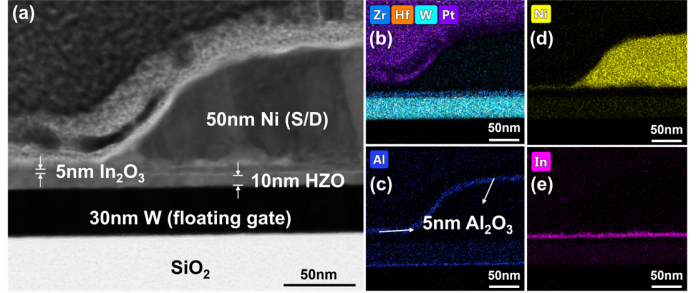 (a)
50nm Ni (S/D)
5nm In₂O₃
10nm HZO
30nm W (floating gate)
SiO₂
50nm
Zr Hf W Pt
(b)
50nm
Ni
(d)
50nm
Al
(c)
5nm Al₂O₃
50nm
In
(e)
50nm